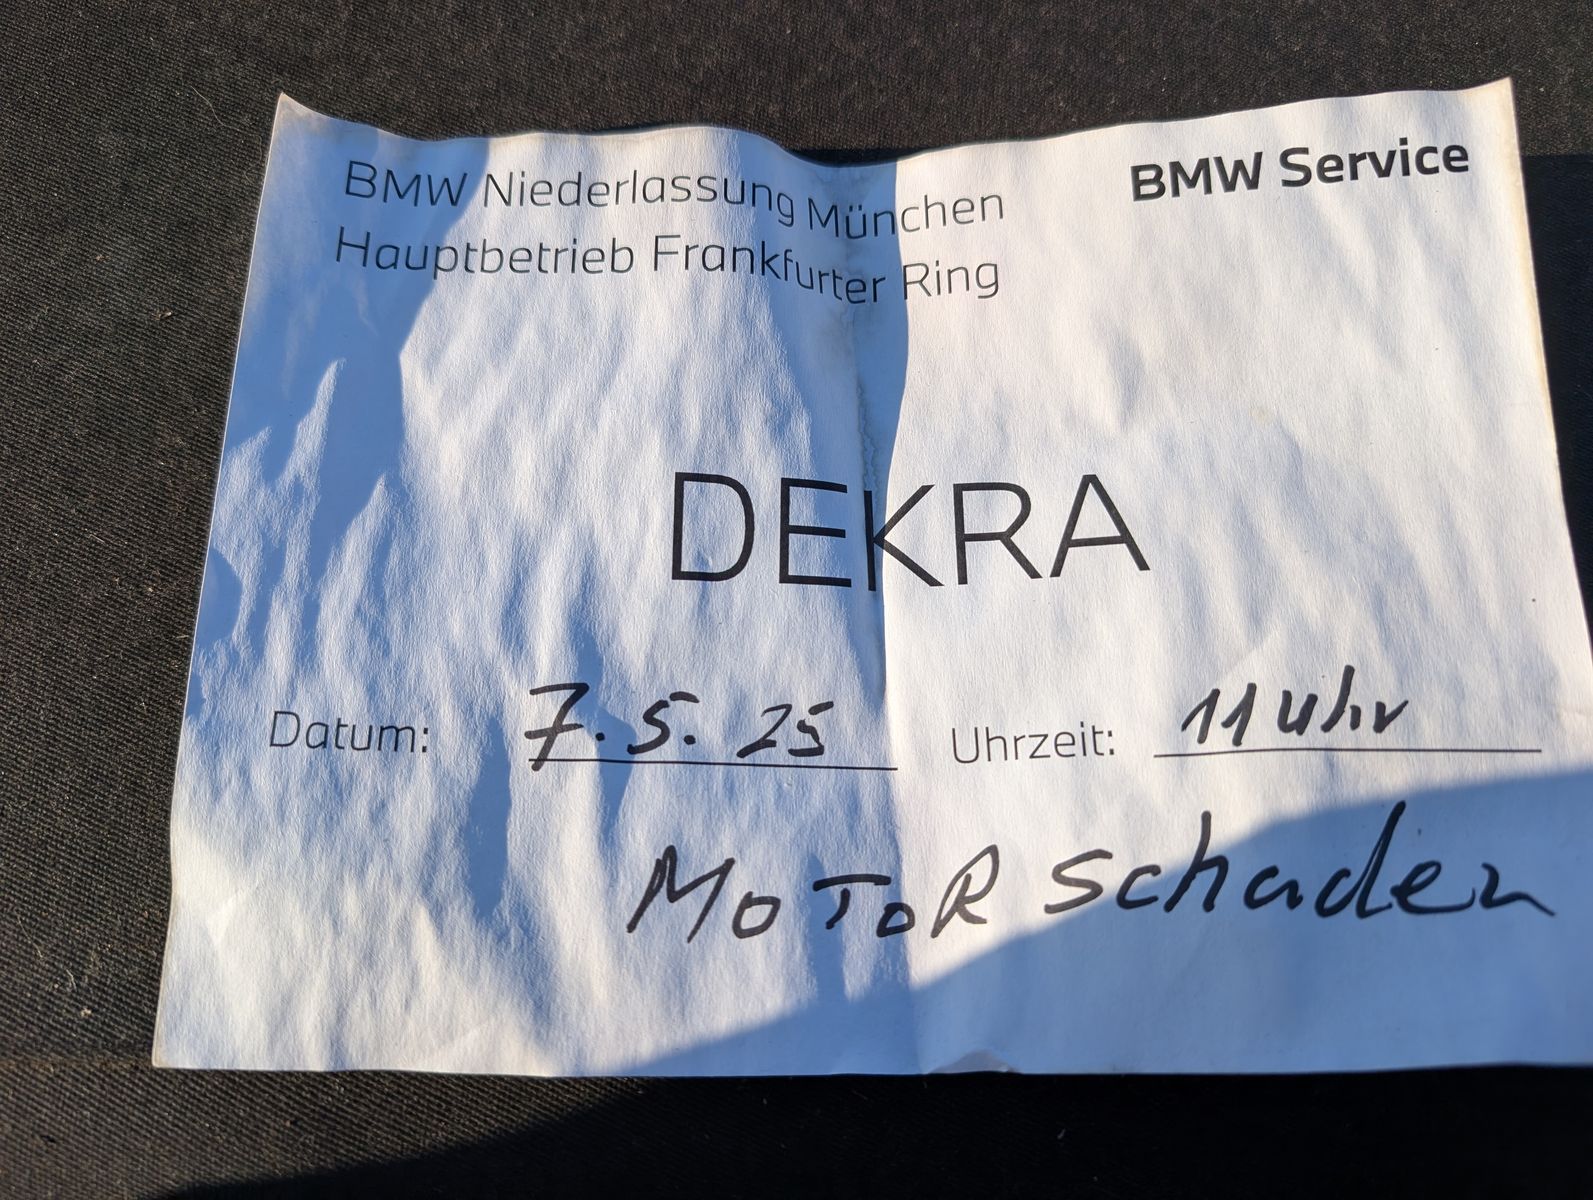 BMW Niederlassung München
Hauptbetrieb Frankfurter Ring
BMW Service
DEKRA
Datum: 7.5.25 Uhrzeit: 11 Uhr
MOTOR Schaden